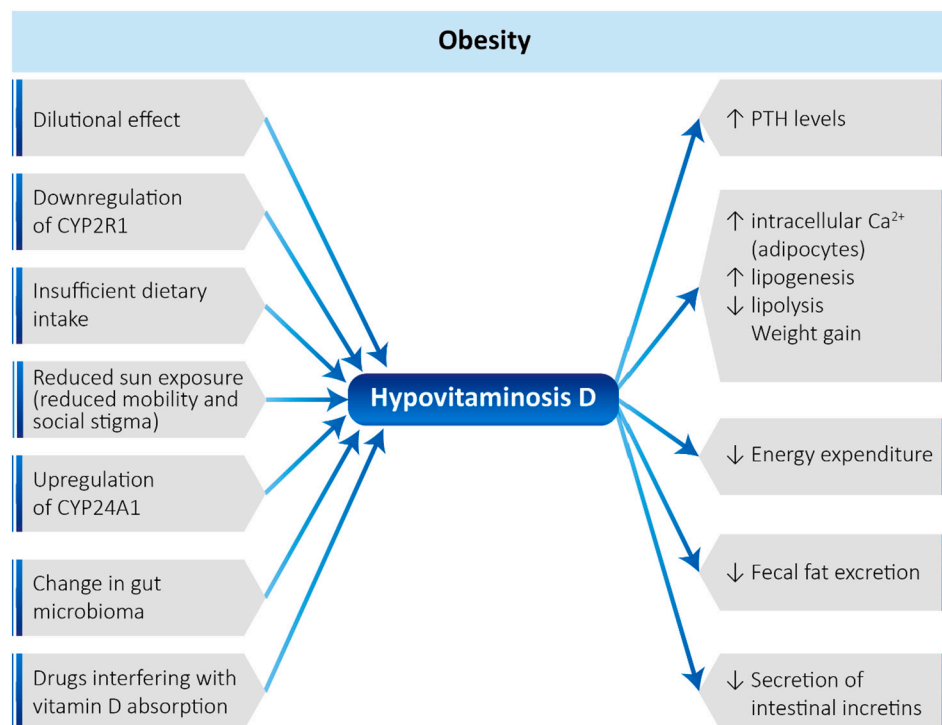 Obesity
Dilutional effect
Downregulation
of CYP2R1
Insufficient dietary
intake
Reduced sun exposure
(reduced mobility and
social stigma)
Upregulation
of CYP24A1
Change in gut
microbioma
Drugs interfering with
vitamin D absorption
Hypovitaminosis D
↑ PTH levels
↑ intracellular Ca²⁺
(adipocytes)
↑ lipogenesis
↓ lipolysis
Weight gain
↓ Energy expenditure
↓ Fecal fat excretion
↓ Secretion of
intestinal incretins